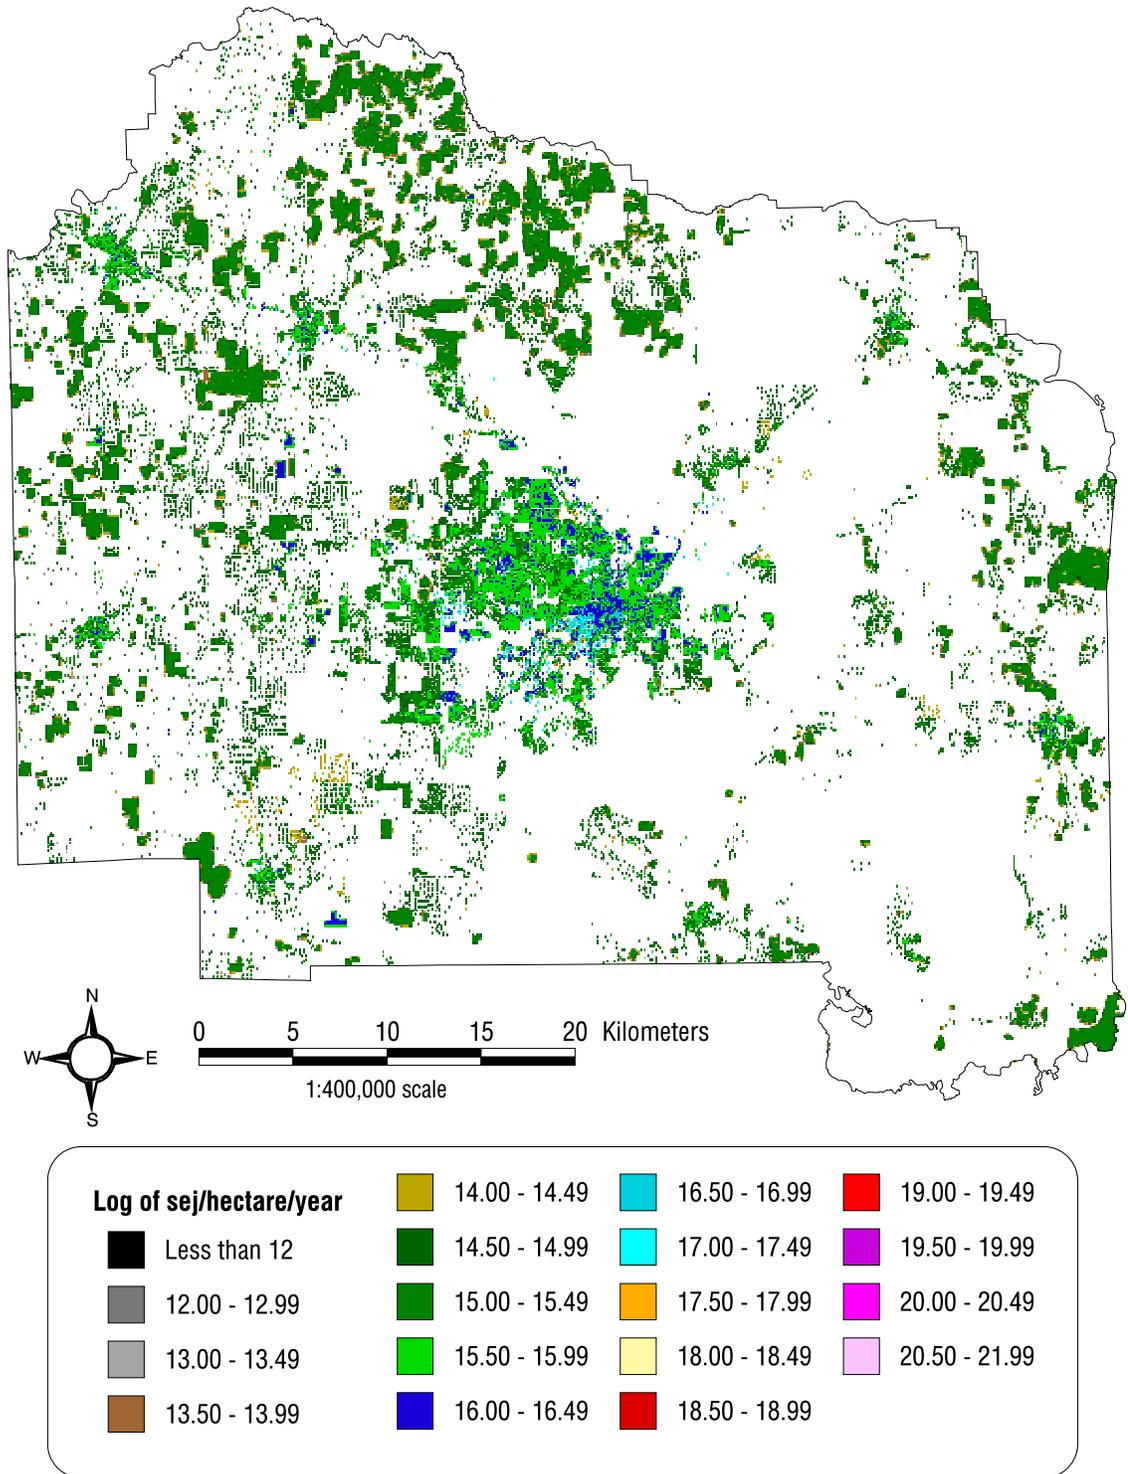 N
W E
S
0 5 10 15 20 Kilometers
1:400,000 scale
Log of sej/hectare/year
Less than 12
12.00 - 12.99
13.00 - 13.49
13.50 - 13.99
14.00 - 14.49
14.50 - 14.99
15.00 - 15.49
15.50 - 15.99
16.00 - 16.49
16.50 - 16.99
17.00 - 17.49
17.50 - 17.99
18.00 - 18.49
18.50 - 18.99
19.00 - 19.49
19.50 - 19.99
20.00 - 20.49
20.50 - 21.99